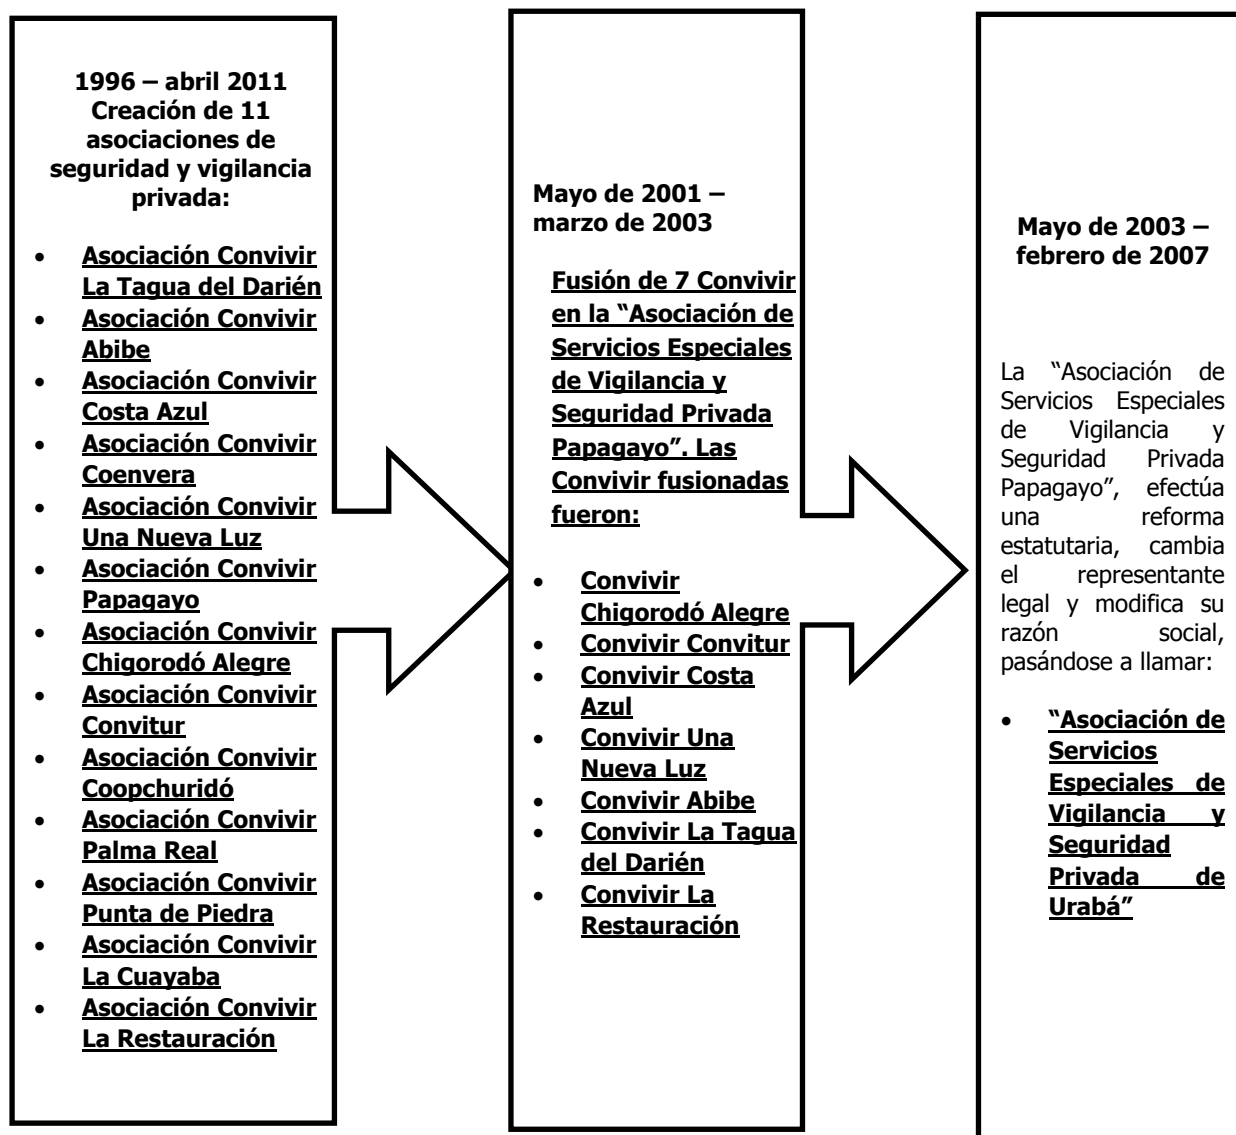 1996 – abril 2011
Creación de 11
asociaciones de
seguridad y vigilancia
privada:
• Asociación Convivir
La Tagua del Darién
• Asociación Convivir
Abibe
• Asociación Convivir
Costa Azul
• Asociación Convivir
Coenvera
• Asociación Convivir
Una Nueva Luz
• Asociación Convivir
Papagayo
• Asociación Convivir
Chigorodó Alegre
• Asociación Convivir
Convitur
• Asociación Convivir
Coopchuridó
• Asociación Convivir
Palma Real
• Asociación Convivir
Punta de Piedra
• Asociación Convivir
La Cuayaba
• Asociación Convivir
La Restauración
Mayo de 2001 –
marzo de 2003
Fusión de 7 Convivir
en la “Asociación de
Servicios Especiales
de Vigilancia y
Seguridad Privada
Papagayo”. Las
Convivir fusionadas
fueron:
• Convivir
Chigorodó Alegre
• Convivir Convitur
• Convivir Costa
Azul
• Convivir Una
Nueva Luz
• Convivir Abibe
• Convivir La Tagua
del Darién
• Convivir La
Restauración
Mayo de 2003 –
febrero de 2007
La “Asociación de
Servicios Especiales
de Vigilancia y
Seguridad Privada
Papagayo”, efectúa
una reforma
estatutaria, cambia
el representante
legal y modifica su
razón social,
pasándose a llamar:
• “Asociación de
Servicios
Especiales de
Vigilancia y
Seguridad
Privada de
Urabá”